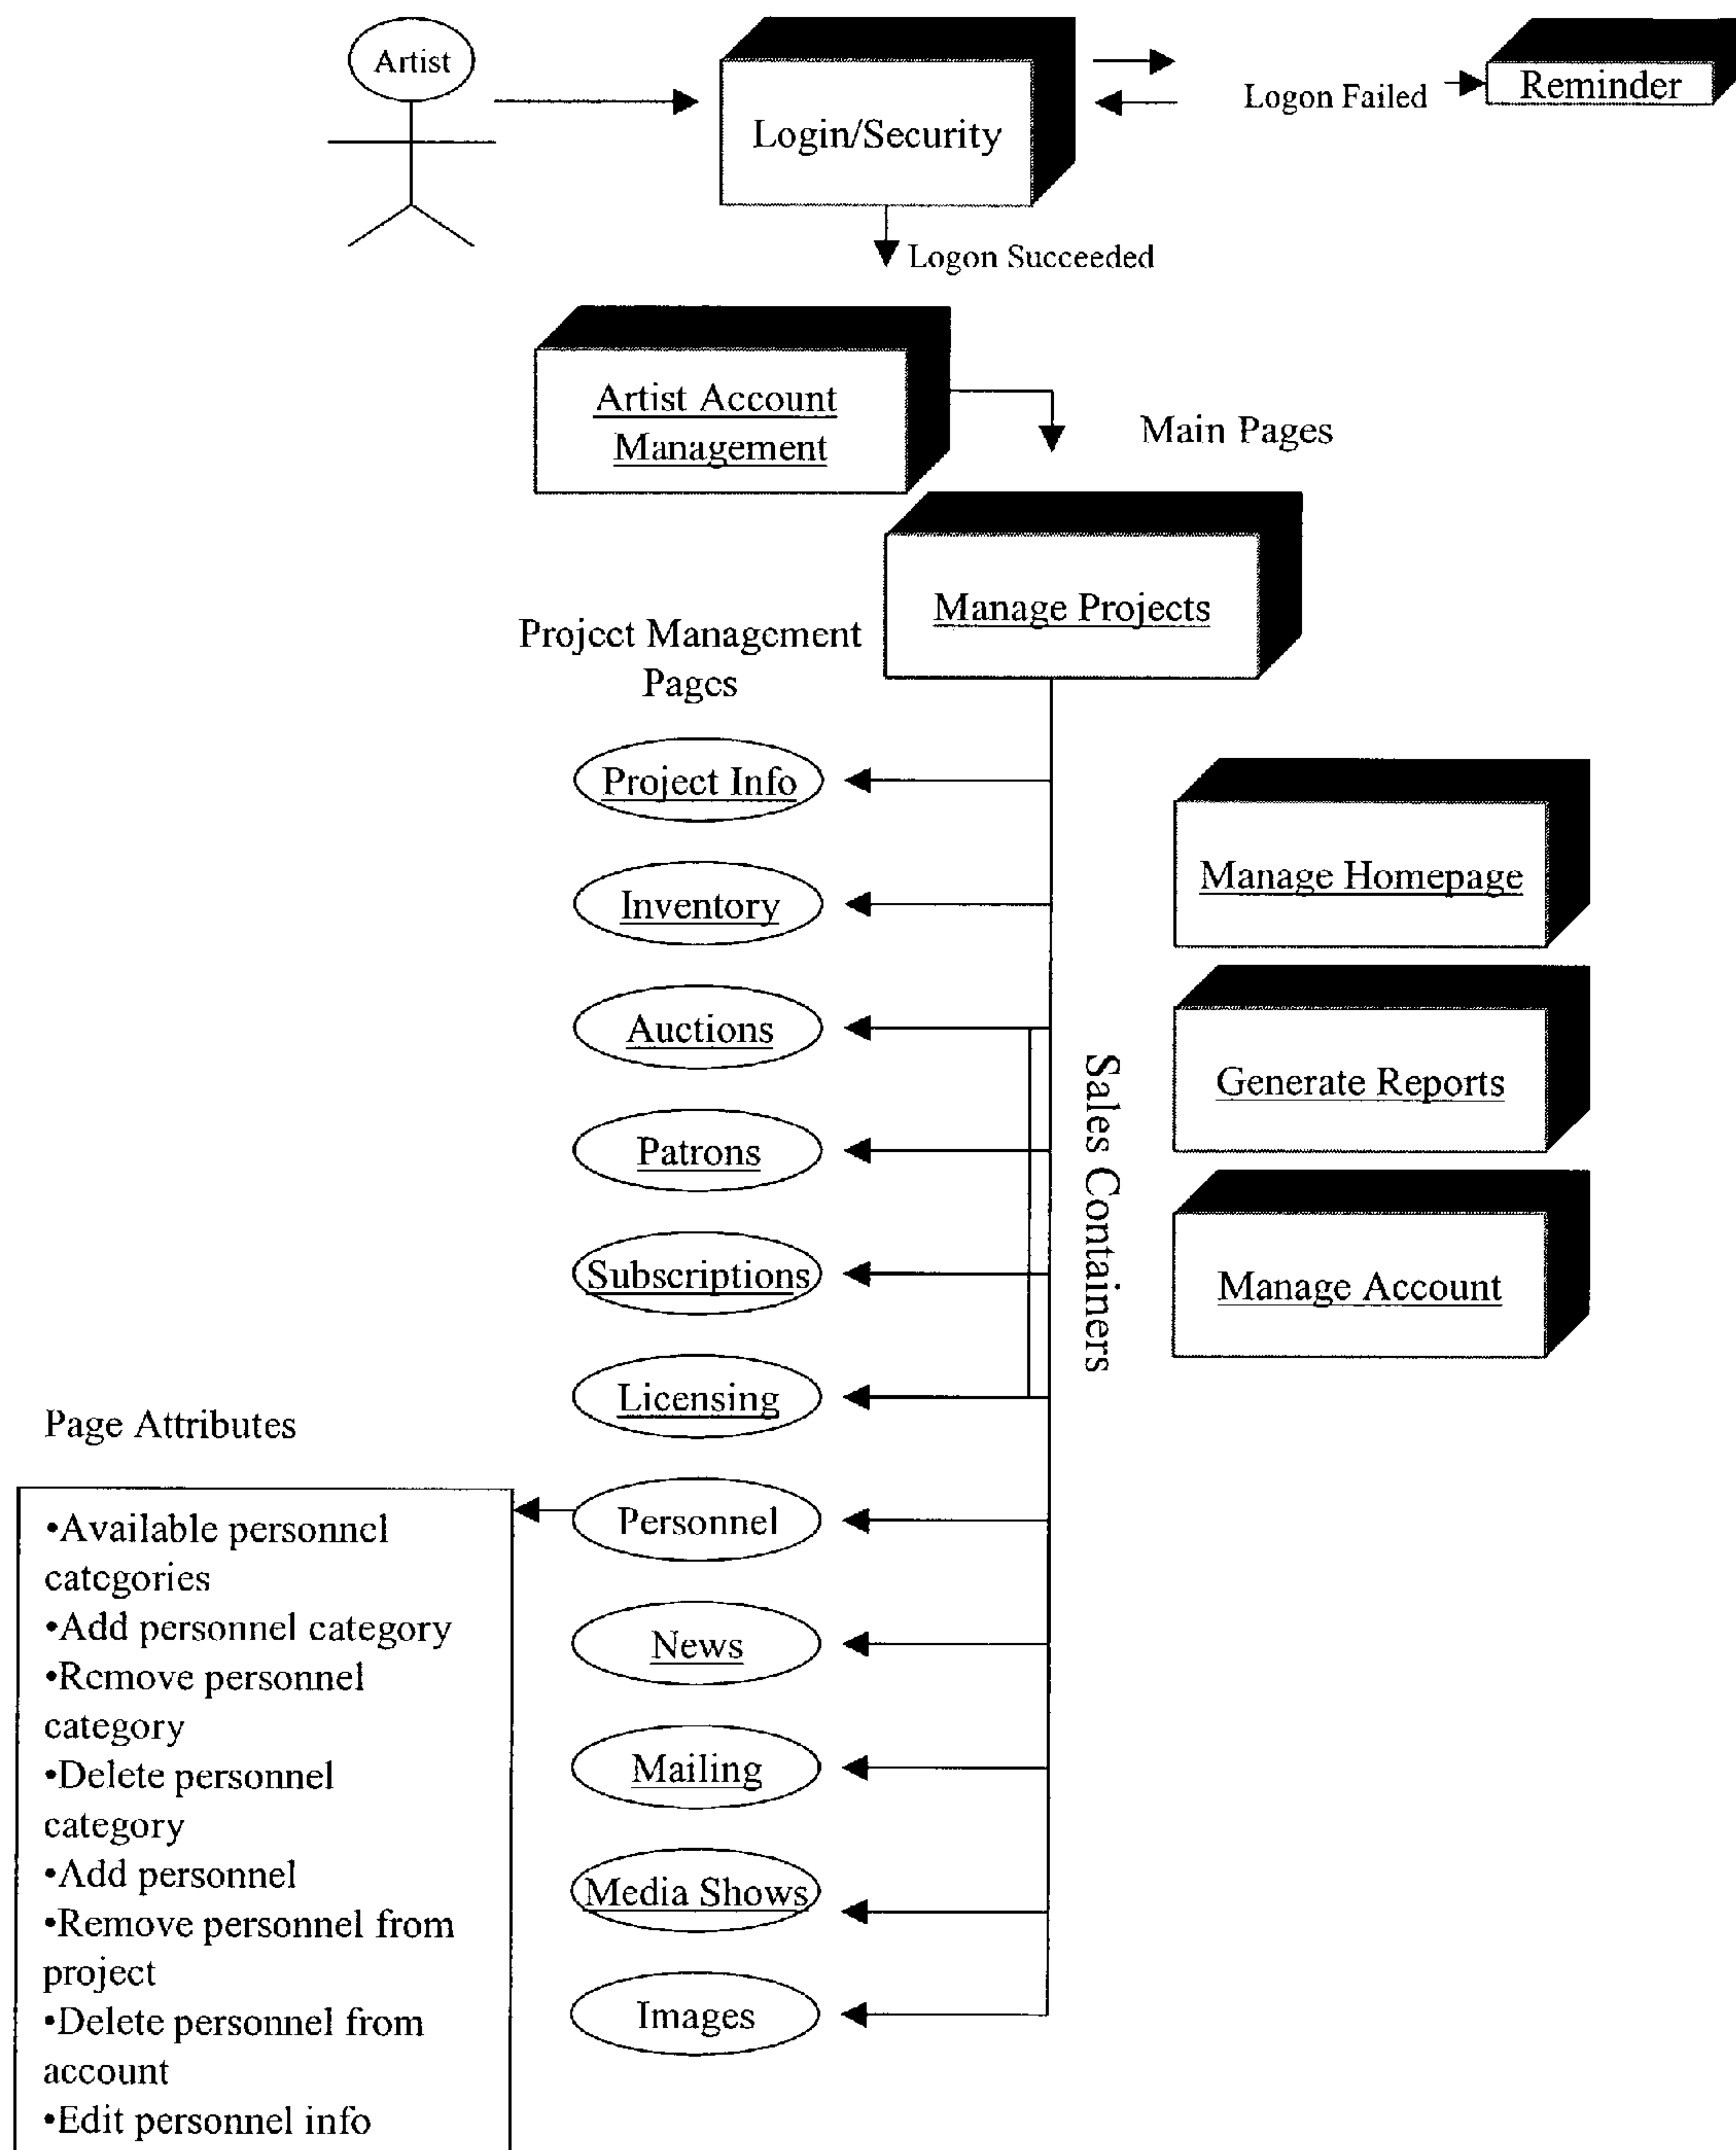 Artist
Login/Security
Logon Failed
Reminder
Logon Succeeded
Artist Account
Management
Main Pages
Manage Projects
Project Management
Pages
Project Info
Inventory
Auctions
Patrons
Subscriptions
Licensing
Personnel
News
Mailing
Media Shows
Images
Sales Containers
Manage Homepage
Generate Reports
Manage Account
Page Attributes
•Available personnel
categories
•Add personnel category
•Remove personnel
category
•Delete personnel
category
•Add personnel
•Remove personnel from
project
•Delete personnel from
account
•Edit personnel info